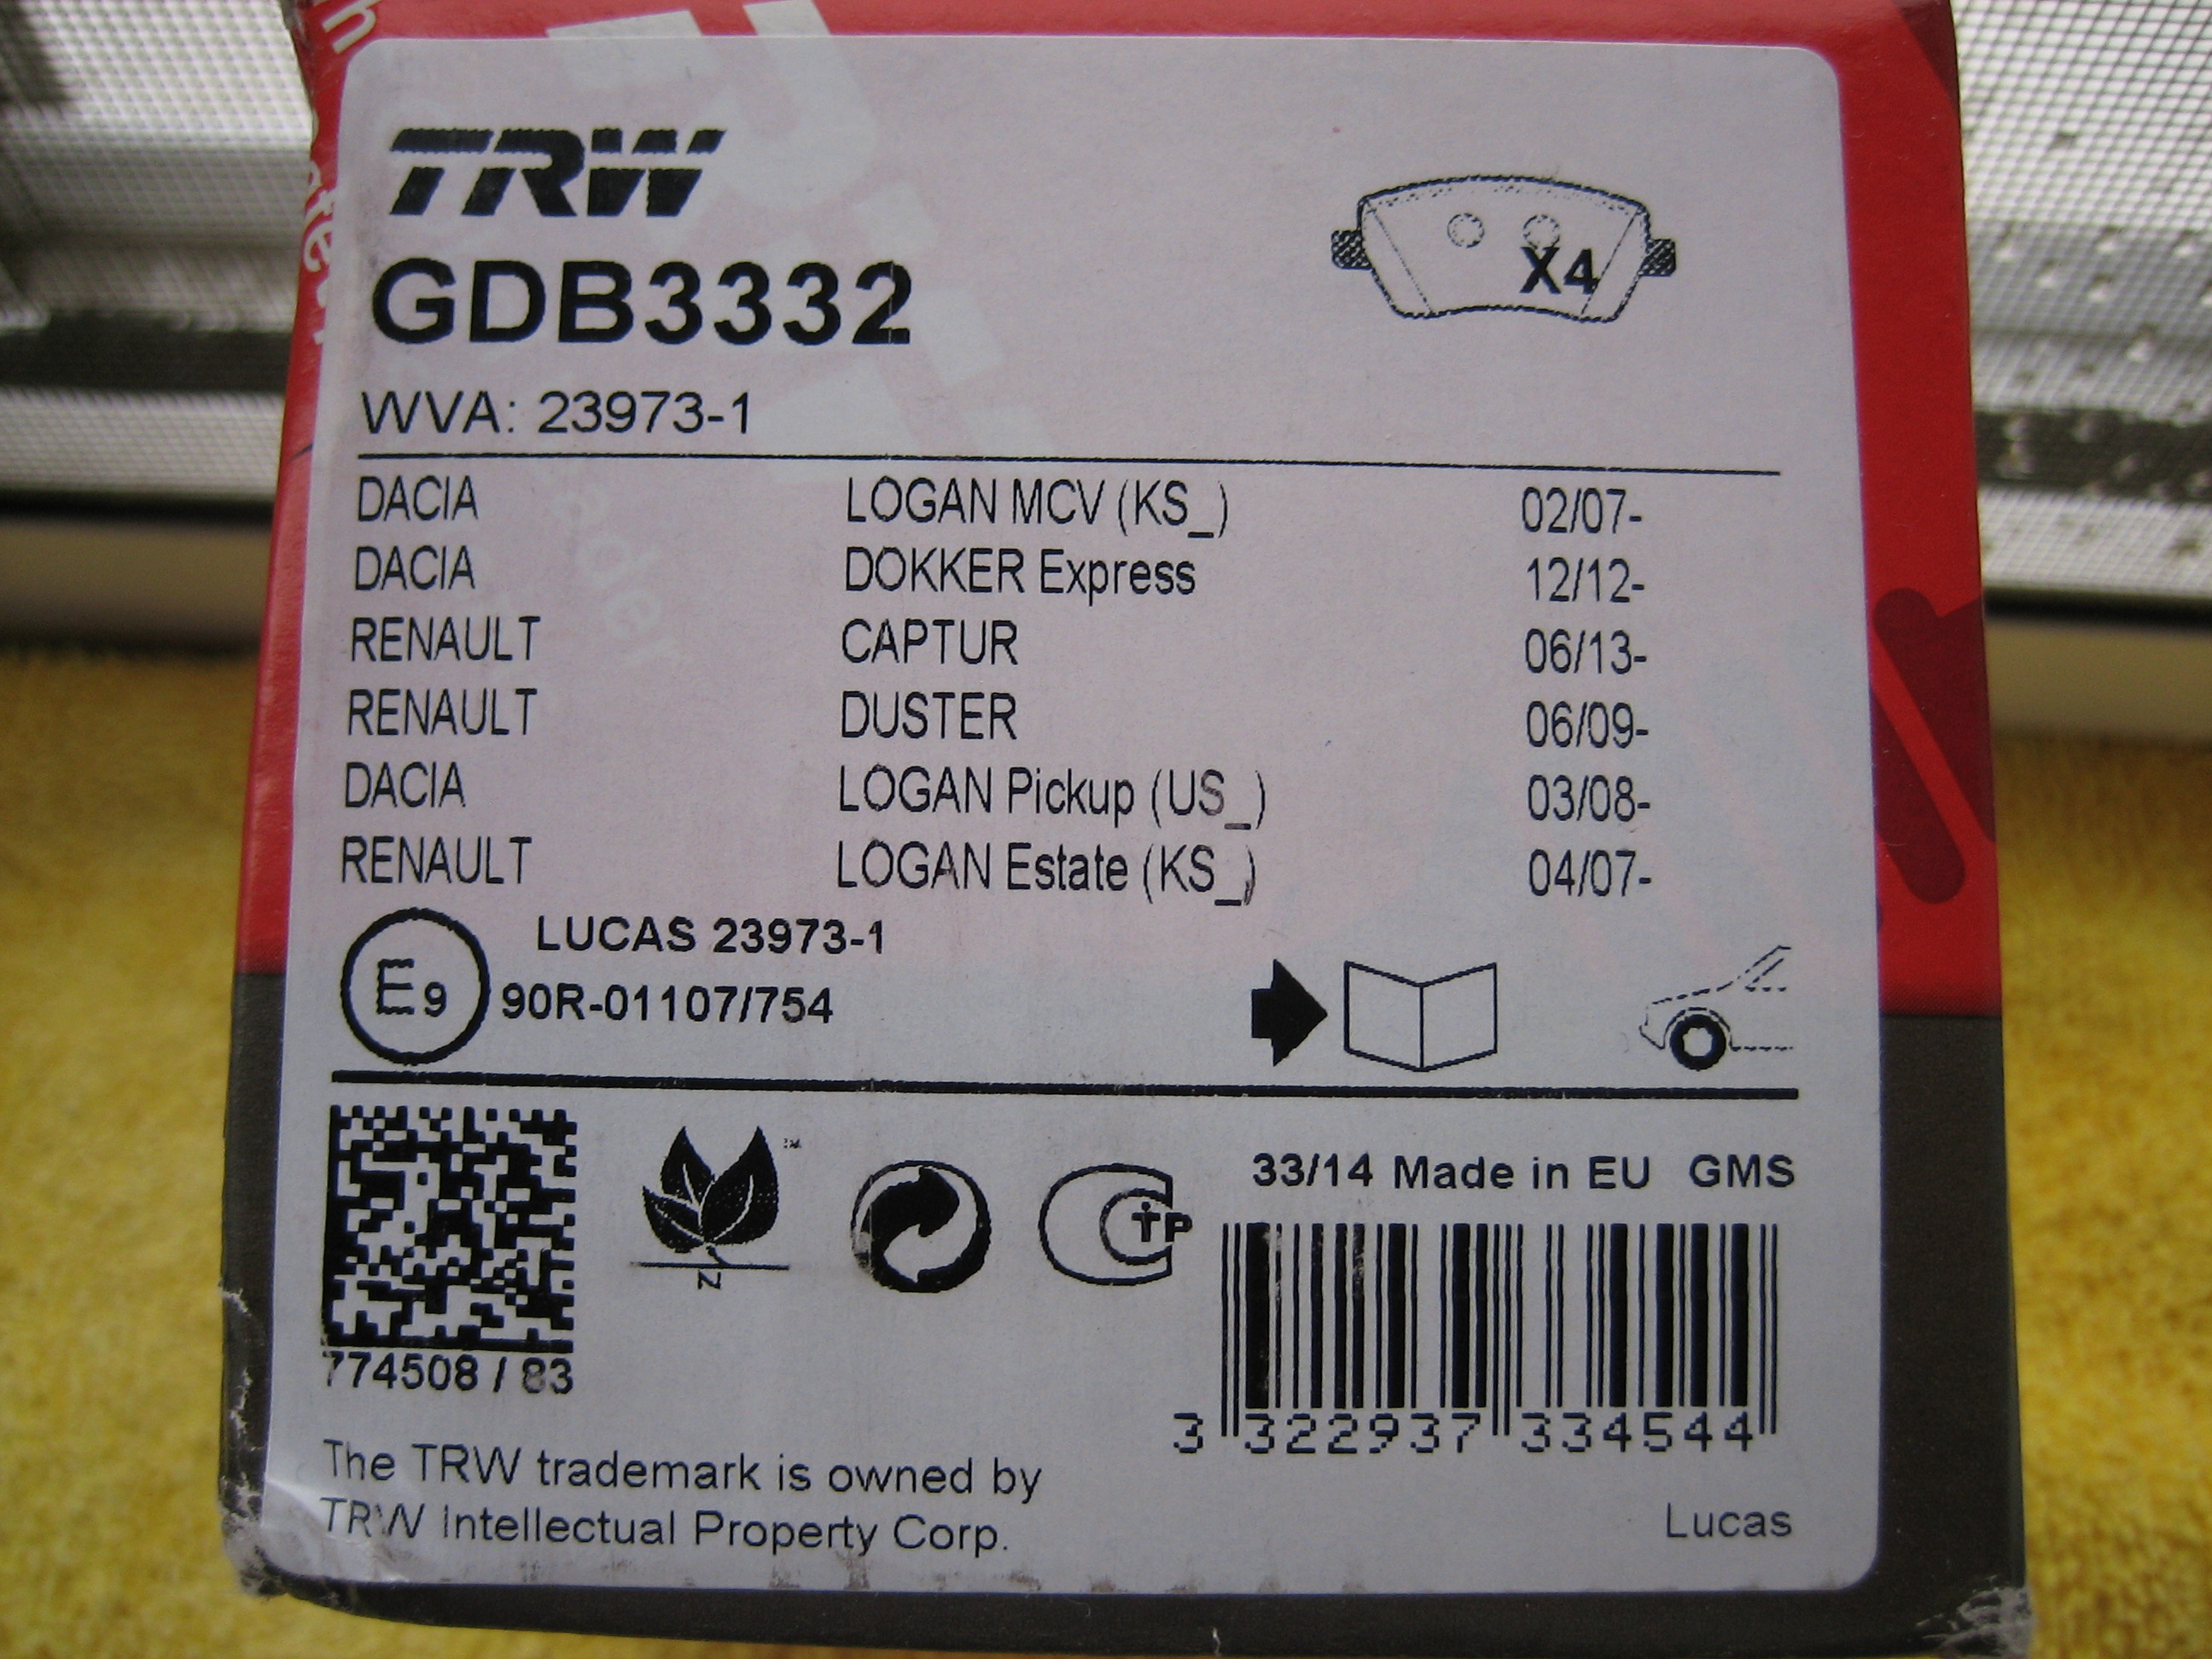 TRW
GDB3332
X4
WVA: 23973-1
DACIA LOGAN MCV (KS_) 02/07-
DACIA DOKKER Express 12/12-
RENAULT CAPTUR 06/13-
RENAULT DUSTER 06/09-
DACIA LOGAN Pickup (US_) 03/08-
RENAULT LOGAN Estate (KS_) 04/07-
LUCAS 23973-1
E9 90R-01107/754
33/14 Made in EU GMS
N
774508 / 83
3 322937 334544
The TRW trademark is owned by
TRW Intellectual Property Corp.
Lucas